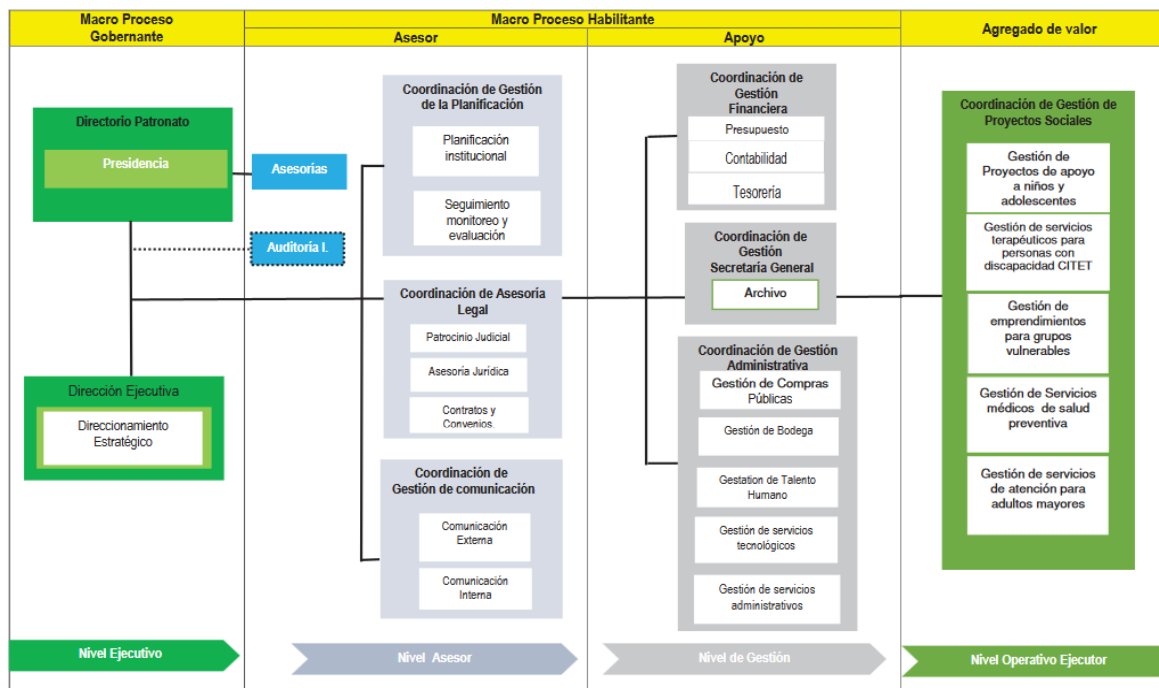 Macro Proceso
Gobernante
Macro Proceso Habilitante
Asesor
Apoyo
Agregado de valor
Directorio Patronato
Presidencia
Asesorías
Auditoría I.
Dirección Ejecutiva
Direccionamiento
Estratégico
Nivel Ejecutivo
Coordinación de Gestión
de la Planificación
Planificación
institucional
Seguimiento
monitoreo y
evaluación
Coordinación de Asesoría
Legal
Patrocinio Judicial
Asesoría Jurídica
Contratos y
Convenios.
Coordinación de
Gestión de comunicación
Comunicación
Externa
Comunicación
Interna
Nivel Asesor
Coordinación de
Gestión
Financiera
Presupuesto
Contabilidad
Tesorería
Coordinación de
Gestión
Secretaría General
Archivo
Coordinación de Gestión
Administrativa
Gestión de Compras
Públicas
Gestión de Bodega
Gestation de Talento
Humano
Gestión de servicios
tecnológicos
Gestión de servicios
administrativos
Nivel de Gestión
Coordinación de Gestión de
Proyectos Sociales
Gestión de
Proyectos de apoyo
a niños y
adolescentes
Gestión de servicios
terapéuticos para
personas con
discapacidad CITET
Gestión de
emprendimientos
para grupos
vulnerables
Gestión de Servicios
médicos de salud
preventiva
Gestión de servicios
de atención para
adultos mayores
Nivel Operativo Ejecutor